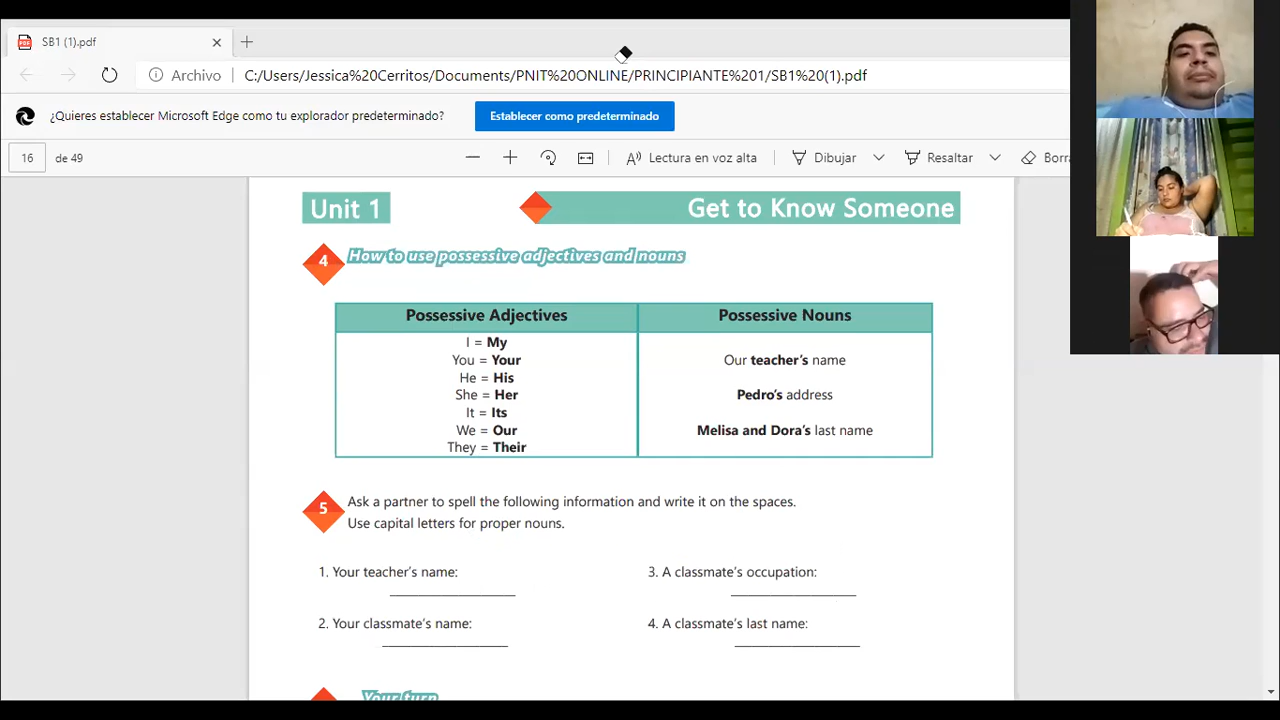 SB1 (1).pdf
Archivo C:/Users/Jessica%20Cerritos/Documents/PNIT%20ONLINE/PRINCIPIANTE%201/SB1%20(1).pdf
¿Quieres establecer Microsoft Edge como tu explorador predeterminado? Establecer como predeterminado
16 de 49 Lectura en voz alta Dibujar Resaltar Borra
Unit 1 Get to Know Someone
4 How to use possessive adjectives and nouns
Possessive Adjectives Possessive Nouns
I = My
You = Your Our teacher's name
He = His
She = Her Pedro's address
It = Its
We = Our Melisa and Dora's last name
They = Their
5 Ask a partner to spell the following information and write it on the spaces.
Use capital letters for proper nouns.
1. Your teacher's name: 3. A classmate's occupation:
2. Your classmate's name: 4. A classmate's last name:
Your turn